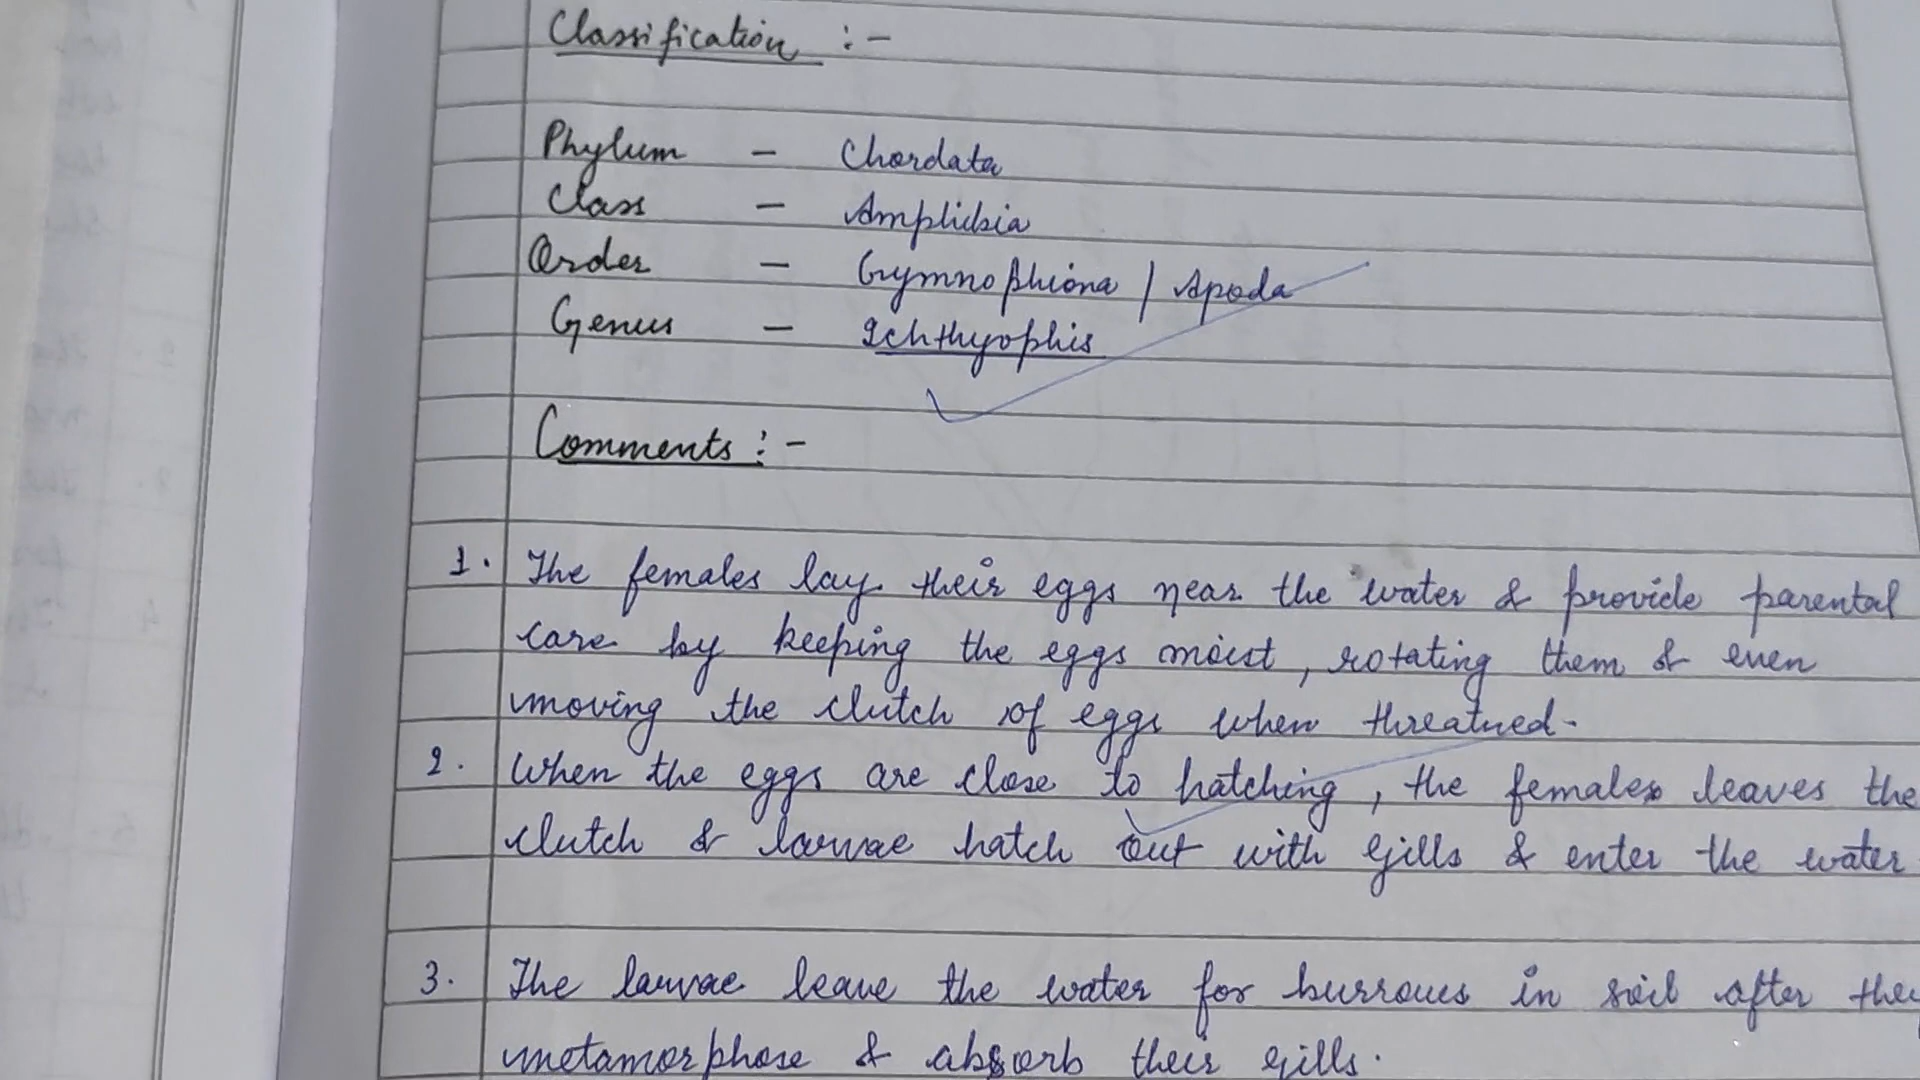 Classification :-
Phylum - Chordata
Class - Amphibia
Order - Gymnophiona / Apoda
Genus - Ichthyophis
Comments :-
1. The females lay their eggs near the water & provide parental
care by keeping the eggs moist, rotating them & even
moving the clutch of eggs when threatned.
2. When the eggs are close to hatching, the females leaves the
clutch & larvae hatch out with gills & enter the water
3. The larvae leave the water for burrows in soil after they
metamorphose & absorb their gills.